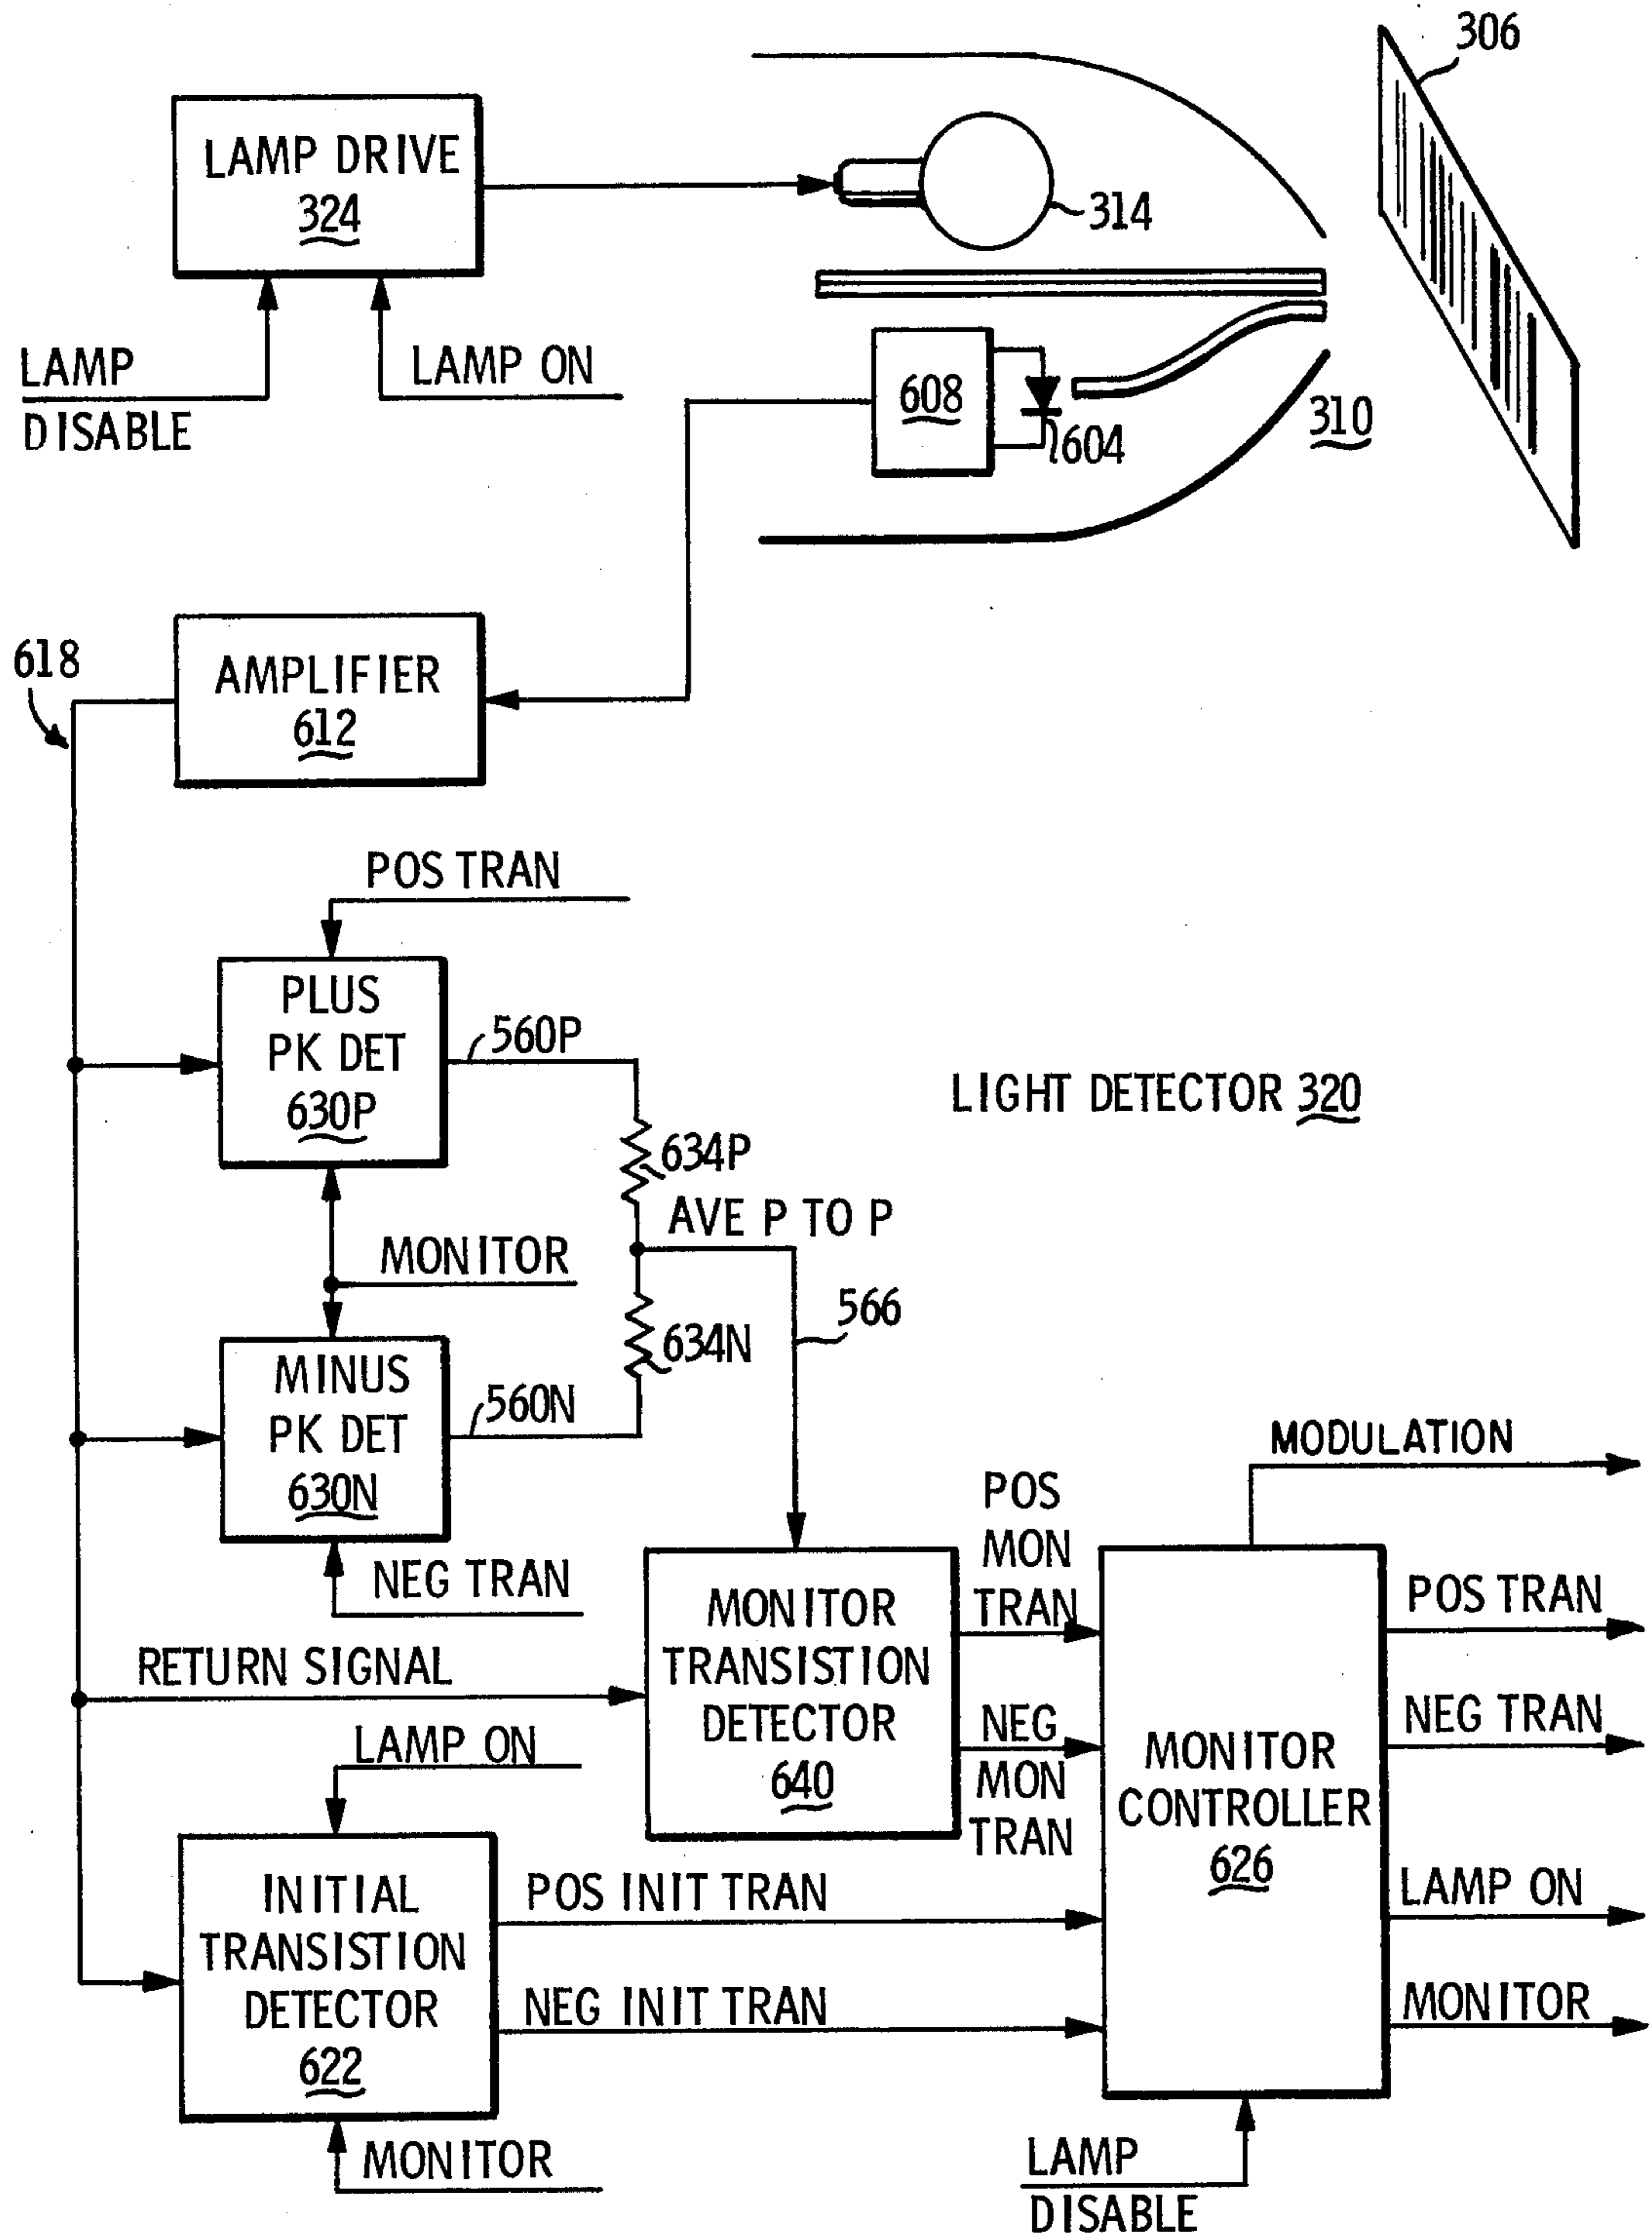 306
LAMP DRIVE
324
314
LAMP
DISABLE
LAMP ON
608
604
310
618
AMPLIFIER
612
POS TRAN
PLUS
PK DET
630P
560P
634P
LIGHT DETECTOR 320
AVE P TO P
MONITOR
566
634N
MINUS
PK DET
630N
560N
NEG TRAN
RETURN SIGNAL
MONITOR
TRANSISTION
DETECTOR
640
POS
MON
TRAN
NEG
MON
TRAN
MODULATION
POS TRAN
NEG TRAN
LAMP ON
MONITOR
MONITOR
CONTROLLER
626
LAMP ON
INITIAL
TRANSISTION
DETECTOR
622
POS INIT TRAN
NEG INIT TRAN
MONITOR
LAMP
DISABLE